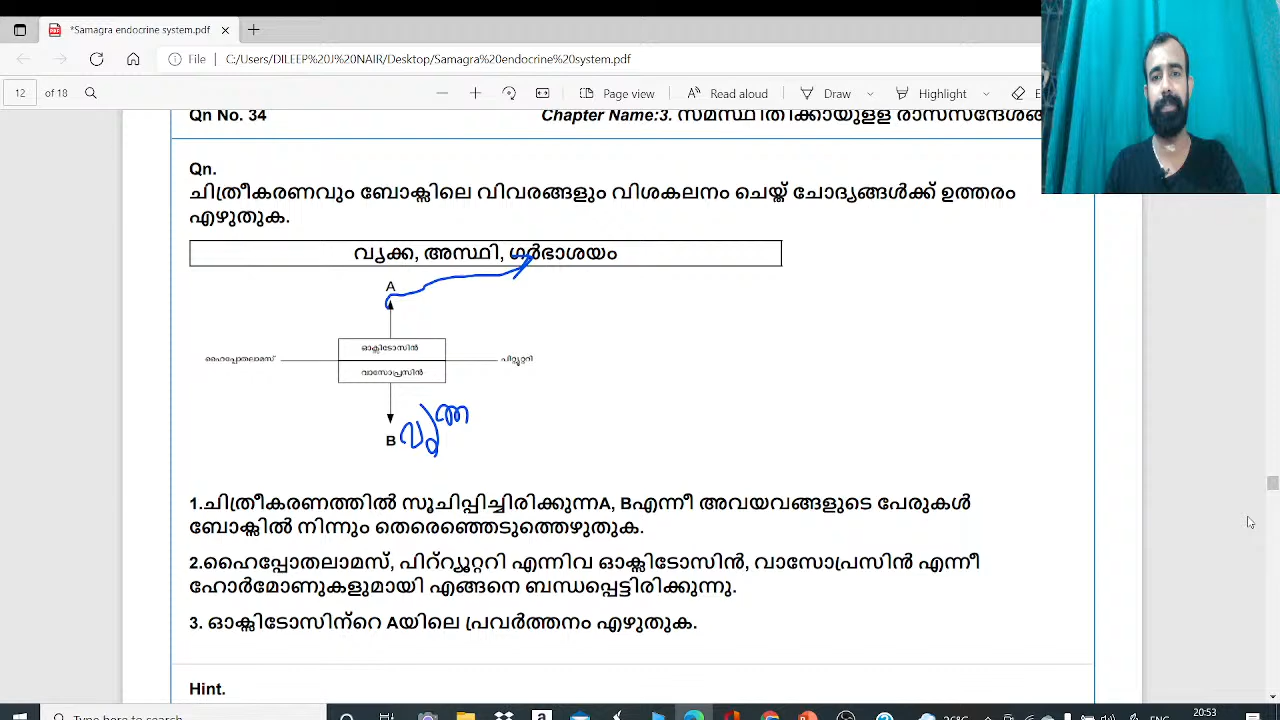 *Samagra endocrine system.pdf
File C:/Users/DILEEP%20J%20NAIR/Desktop/Samagra%20endocrine%20system.pdf
12 of 18 Page view Read aloud Draw Highlight
Qn No. 34 Chapter Name:3. സമസ്ഥിതിക്കായുള്ള
Qn.
ചിത്രീകരണവും ബോക്സിലെ വിവരങ്ങളും വിശകലനം ചെയ്ത് ചോദ്യങ്ങൾക്ക് ഉത്തരം
എഴുതുക.
വൃക്ക, അസ്ഥി, ഗർഭാശയം
A
ഓക്സിടോസിൻ
ഹൈപ്പോതലാമസ് പിറ്റ്യൂറ്ററി
വാസോപ്രസിൻ
B വൃക്ക
1.ചിത്രീകരണത്തിൽ സൂചിപ്പിച്ചിരിക്കുന്നA, Bഎന്നീ അവയവങ്ങളുടെ പേരുകൾ
ബോക്സിൽ നിന്നും തെരെഞ്ഞെടുത്തെഴുതുക.
2.ഹൈപ്പോതലാമസ്, പിറ്റ്യൂറ്ററി എന്നിവ ഓക്സിടോസിൻ, വാസോപ്രസിൻ എന്നീ
ഹോർമോണുകളുമായി എങ്ങനെ ബന്ധപ്പെട്ടിരിക്കുന്നു.
3. ഓക്സിടോസിന്റെ Aയിലെ പ്രവർത്തനം എഴുതുക.
Hint.
Type here to search 26°C 20:53